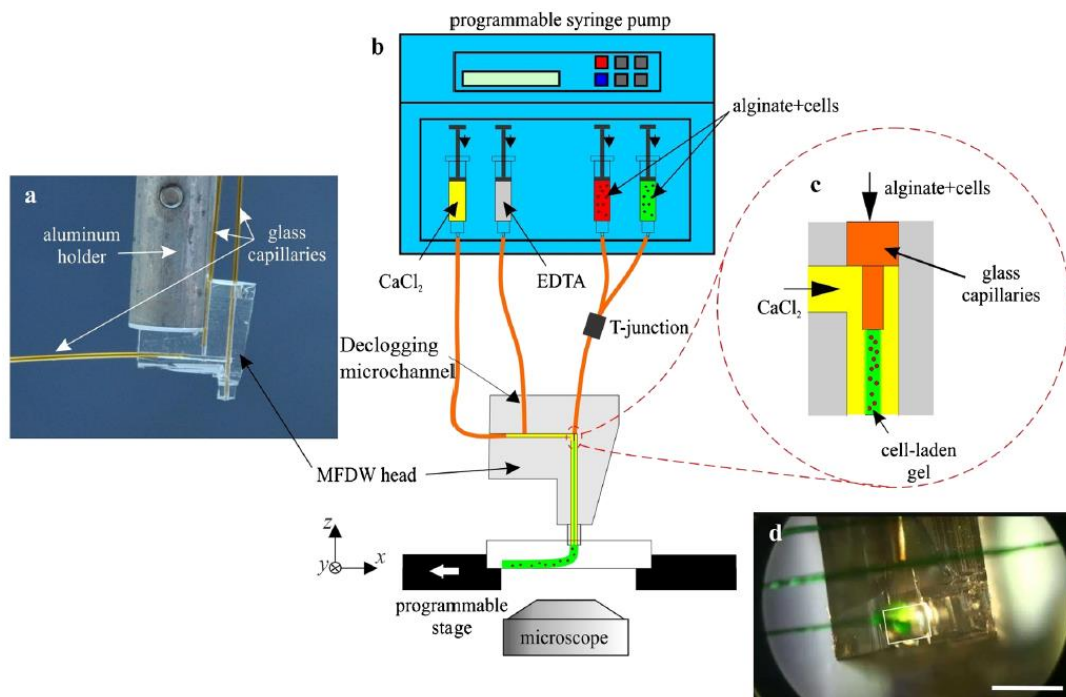 programmable syringe pump
b
alginate+cells
a
aluminum
holder
glass
capillaries
CaCl₂
EDTA
T-junction
Declogging
microchannel
MFDW head
c
alginate+cells
glass
capillaries
CaCl₂
cell-laden
gel
z
y
x
programmable
stage
microscope
d